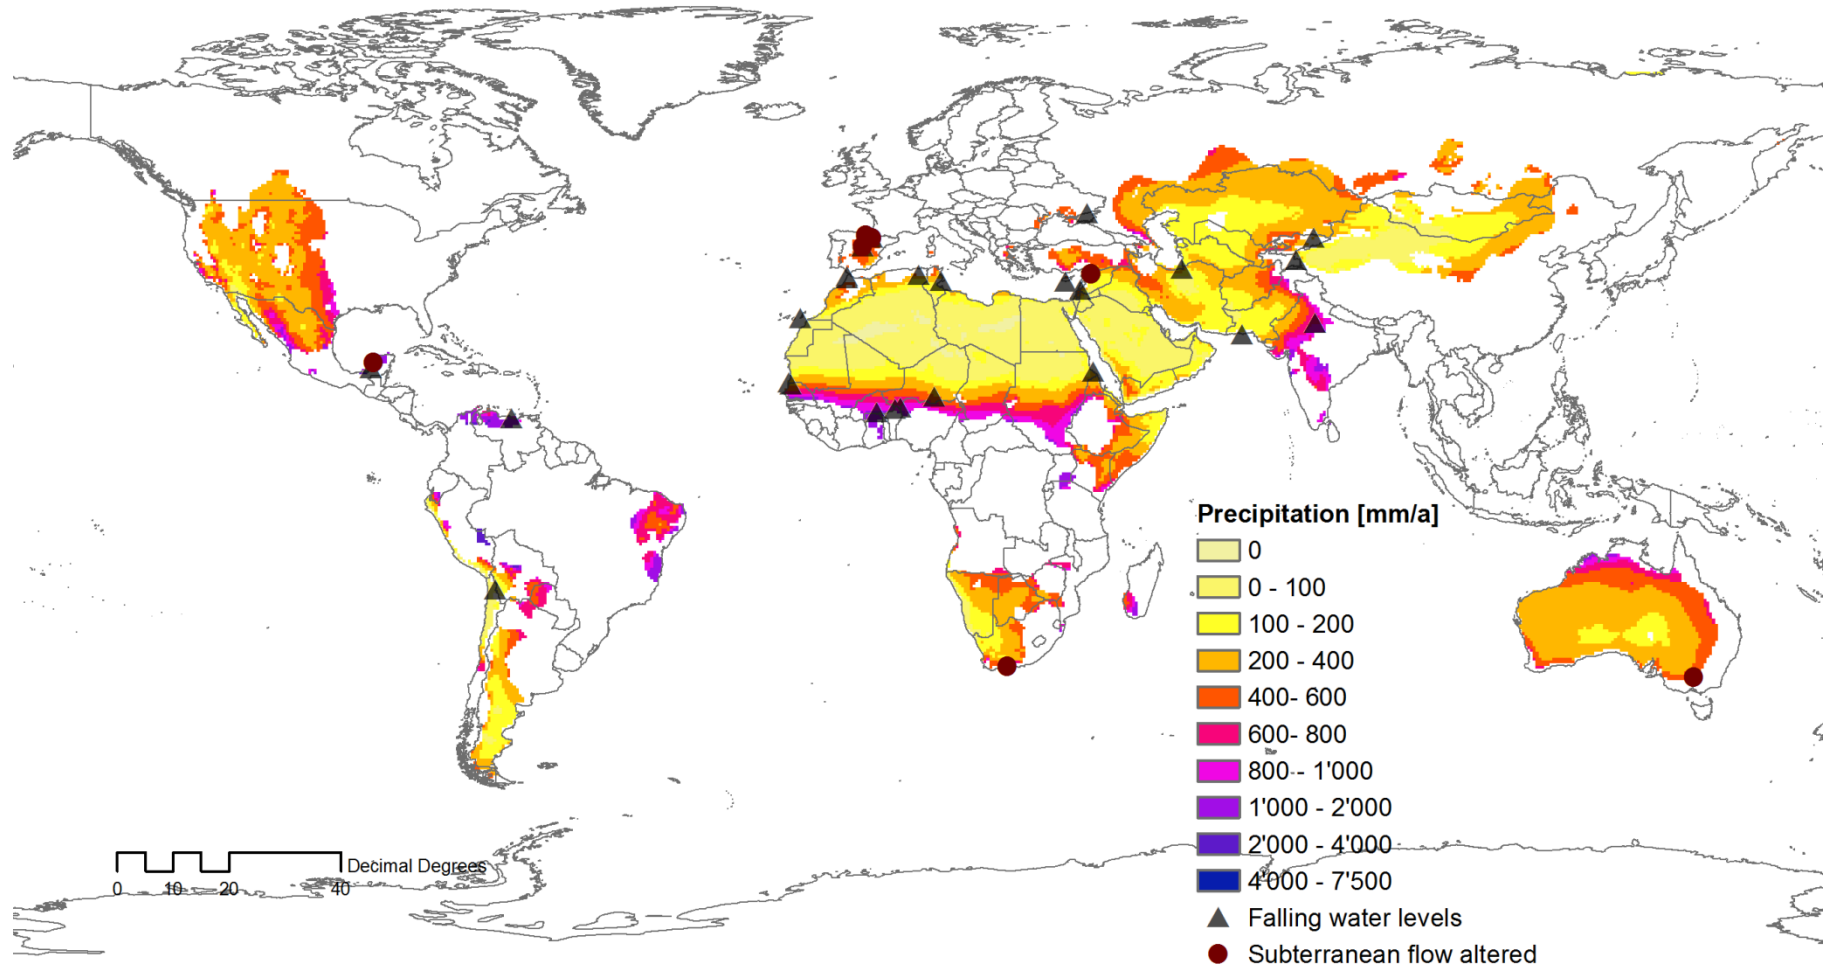 Precipitation [mm/a]
0
0 - 100
100 - 200
200 - 400
400- 600
600- 800
800 - 1'000
1'000 - 2'000
2'000 - 4'000
4'000 - 7'500
Falling water levels
Subterranean flow altered
Decimal Degrees
0 10 20 40